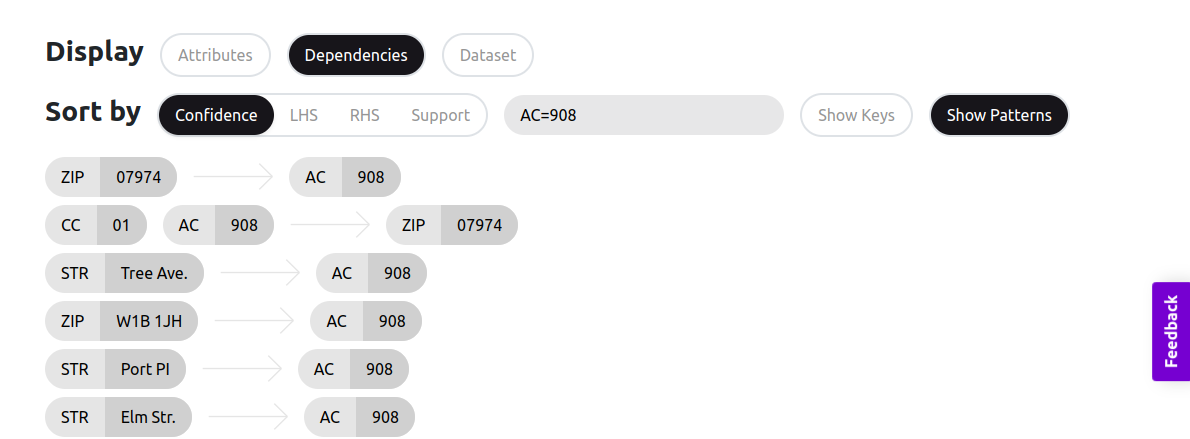 Display Attributes Dependencies Dataset
Sort by Confidence LHS RHS Support AC=908 Show Keys Show Patterns
ZIP 07974 AC 908
CC 01 AC 908 ZIP 07974
STR Tree Ave. AC 908
ZIP W1B 1JH AC 908
STR Port PI AC 908
STR Elm Str. AC 908
Feedback